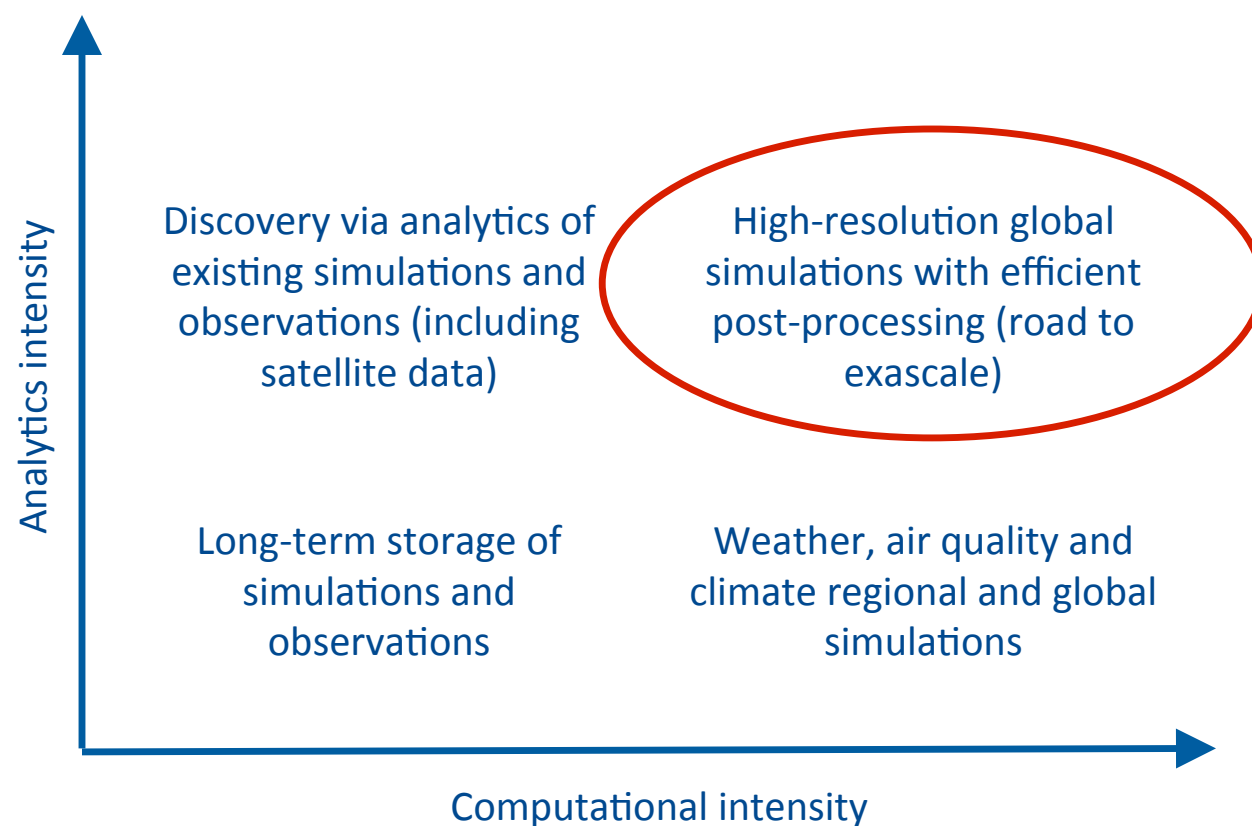 Analytics intensity
Discovery via analytics of
existing simulations and
observations (including
satellite data)
High-resolution global
simulations with efficient
post-processing (road to
exascale)
Long-term storage of
simulations and
observations
Weather, air quality and
climate regional and global
simulations
Computational intensity